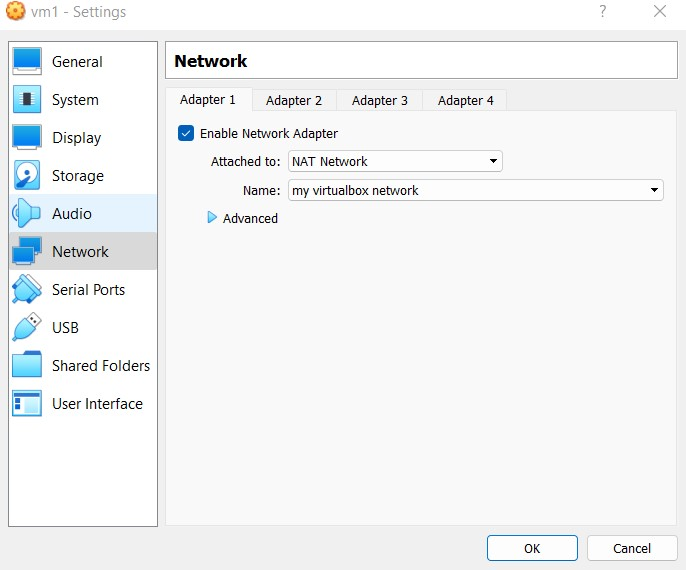 vm1 - Settings ?
General
System
Display
Storage
Audio
Network
Serial Ports
USB
Shared Folders
User Interface
Network
Adapter 1 Adapter 2 Adapter 3 Adapter 4
Enable Network Adapter
Attached to: NAT Network
Name: my virtualbox network
Advanced
OK Cancel